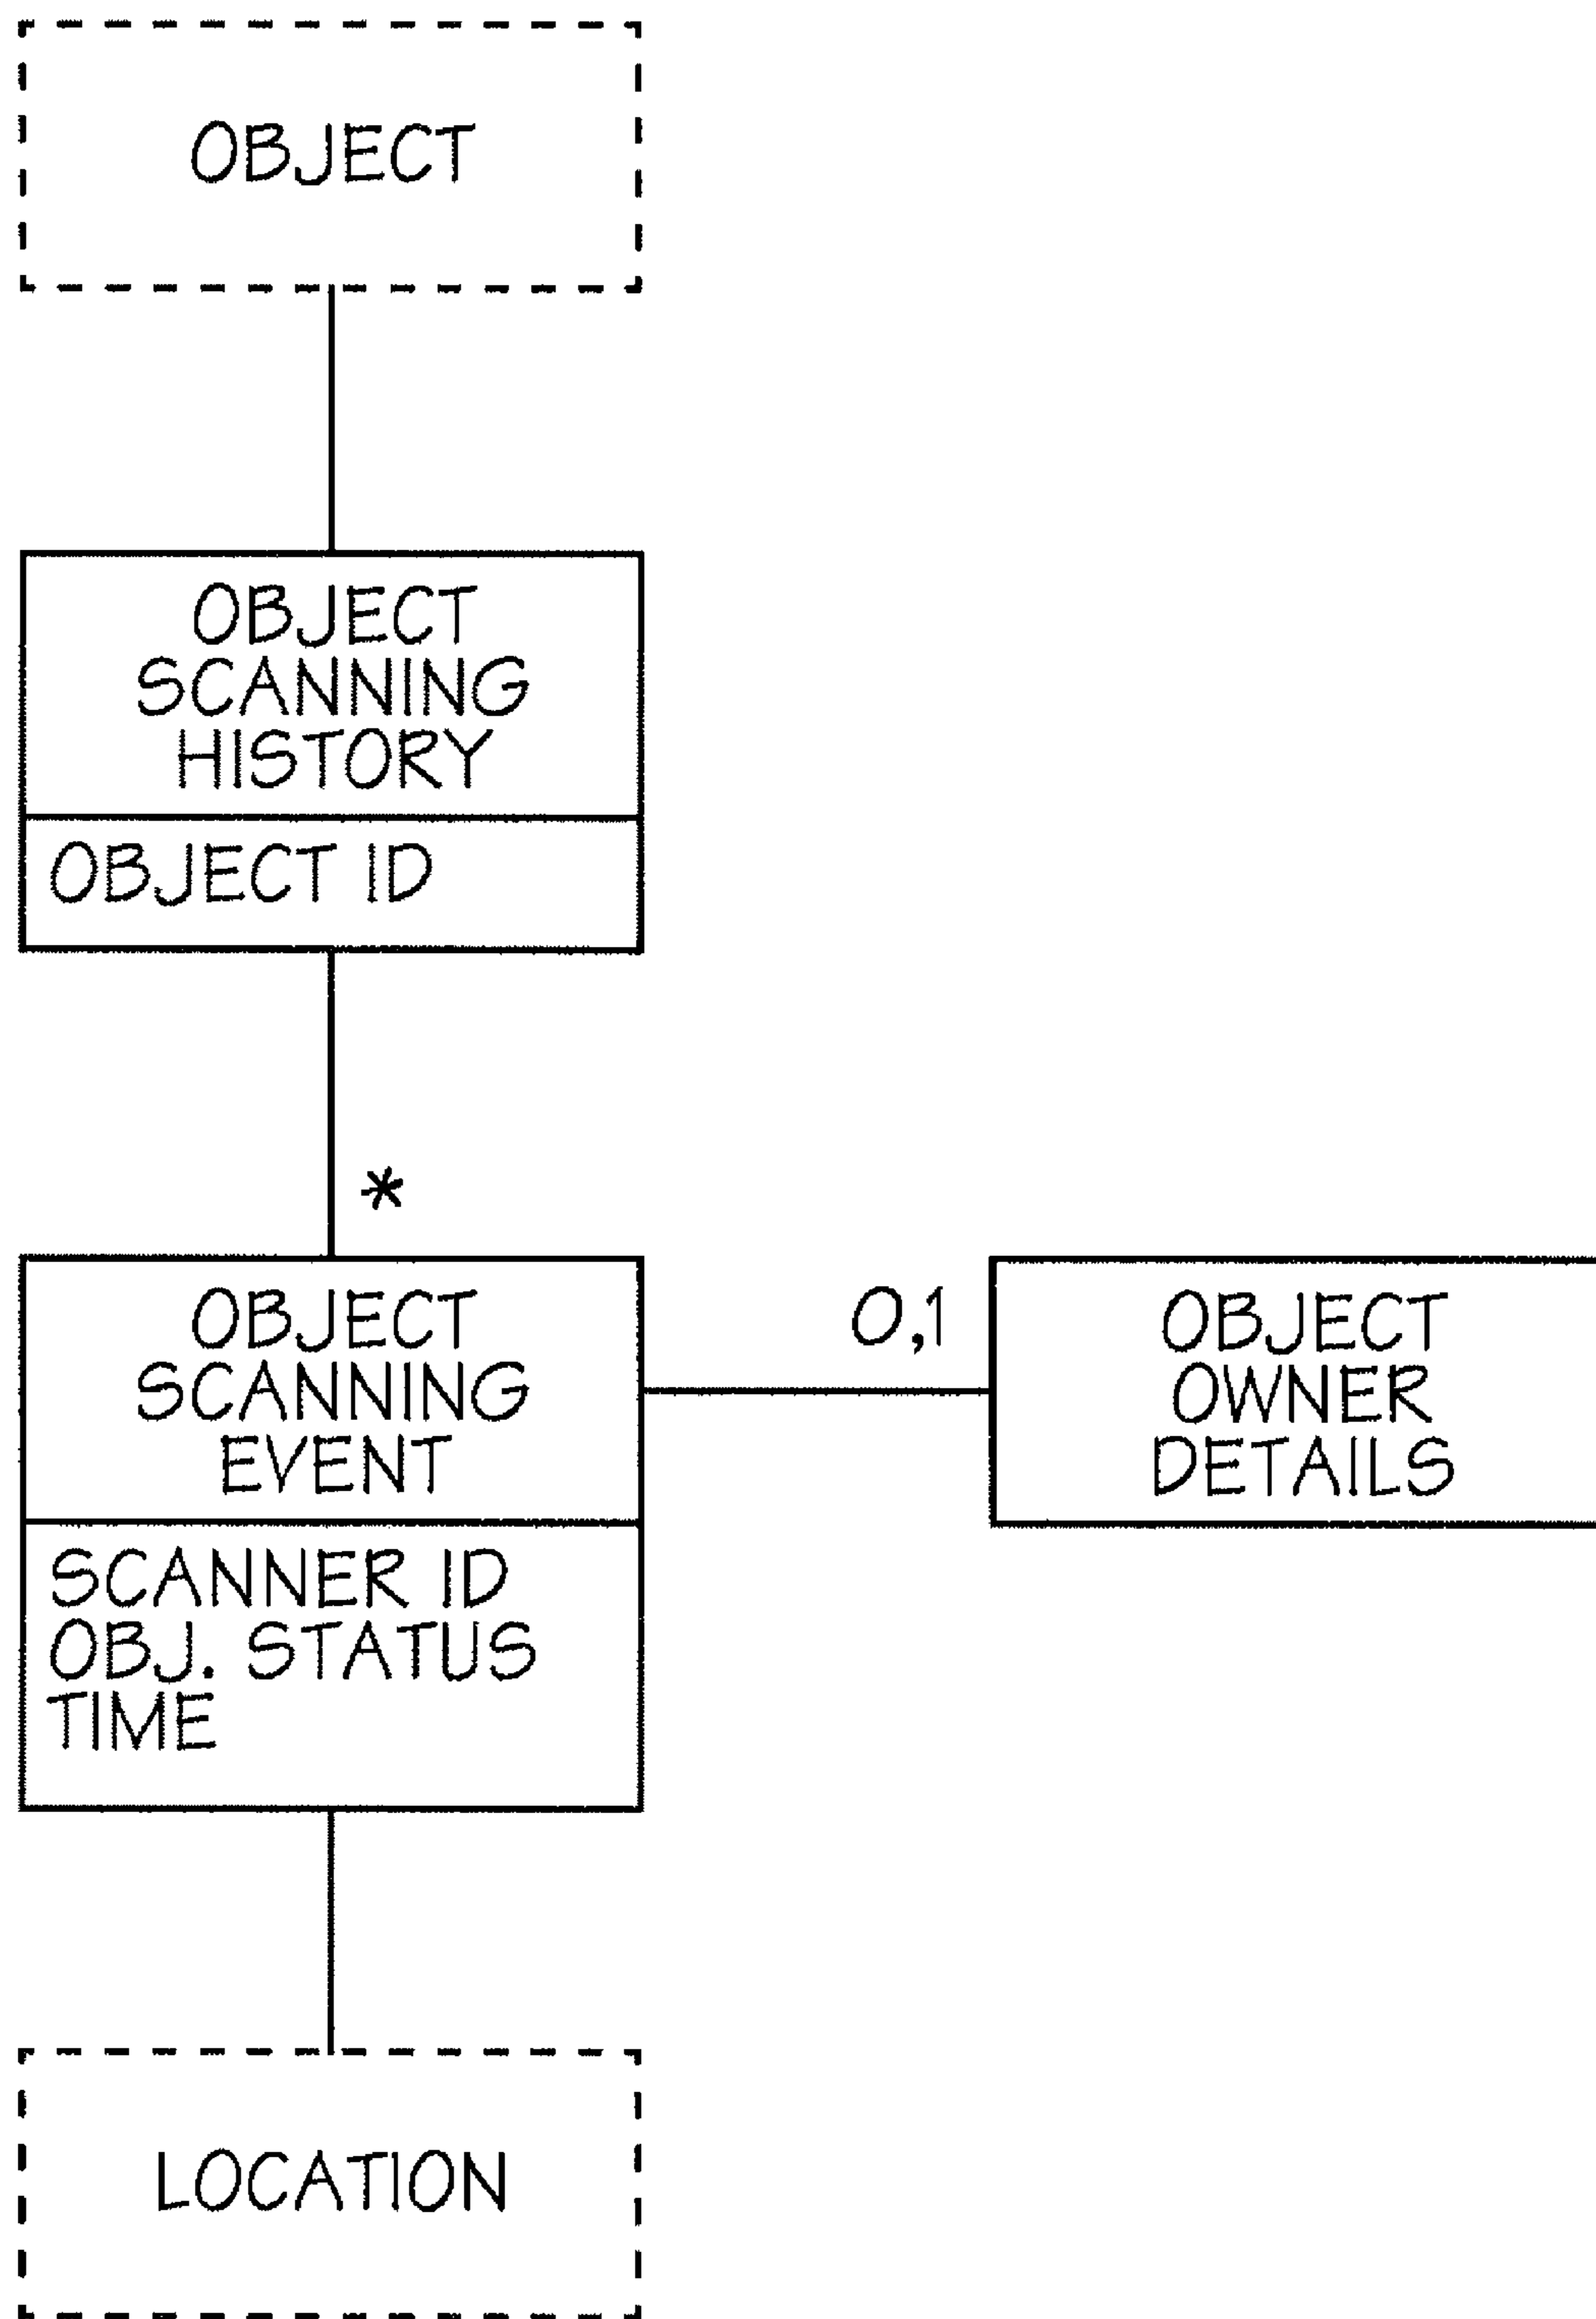 OBJECT
OBJECT
SCANNING
HISTORY
OBJECT ID
*
OBJECT
SCANNING
EVENT
SCANNER ID
OBJ. STATUS
TIME
0,1
OBJECT
OWNER
DETAILS
LOCATION